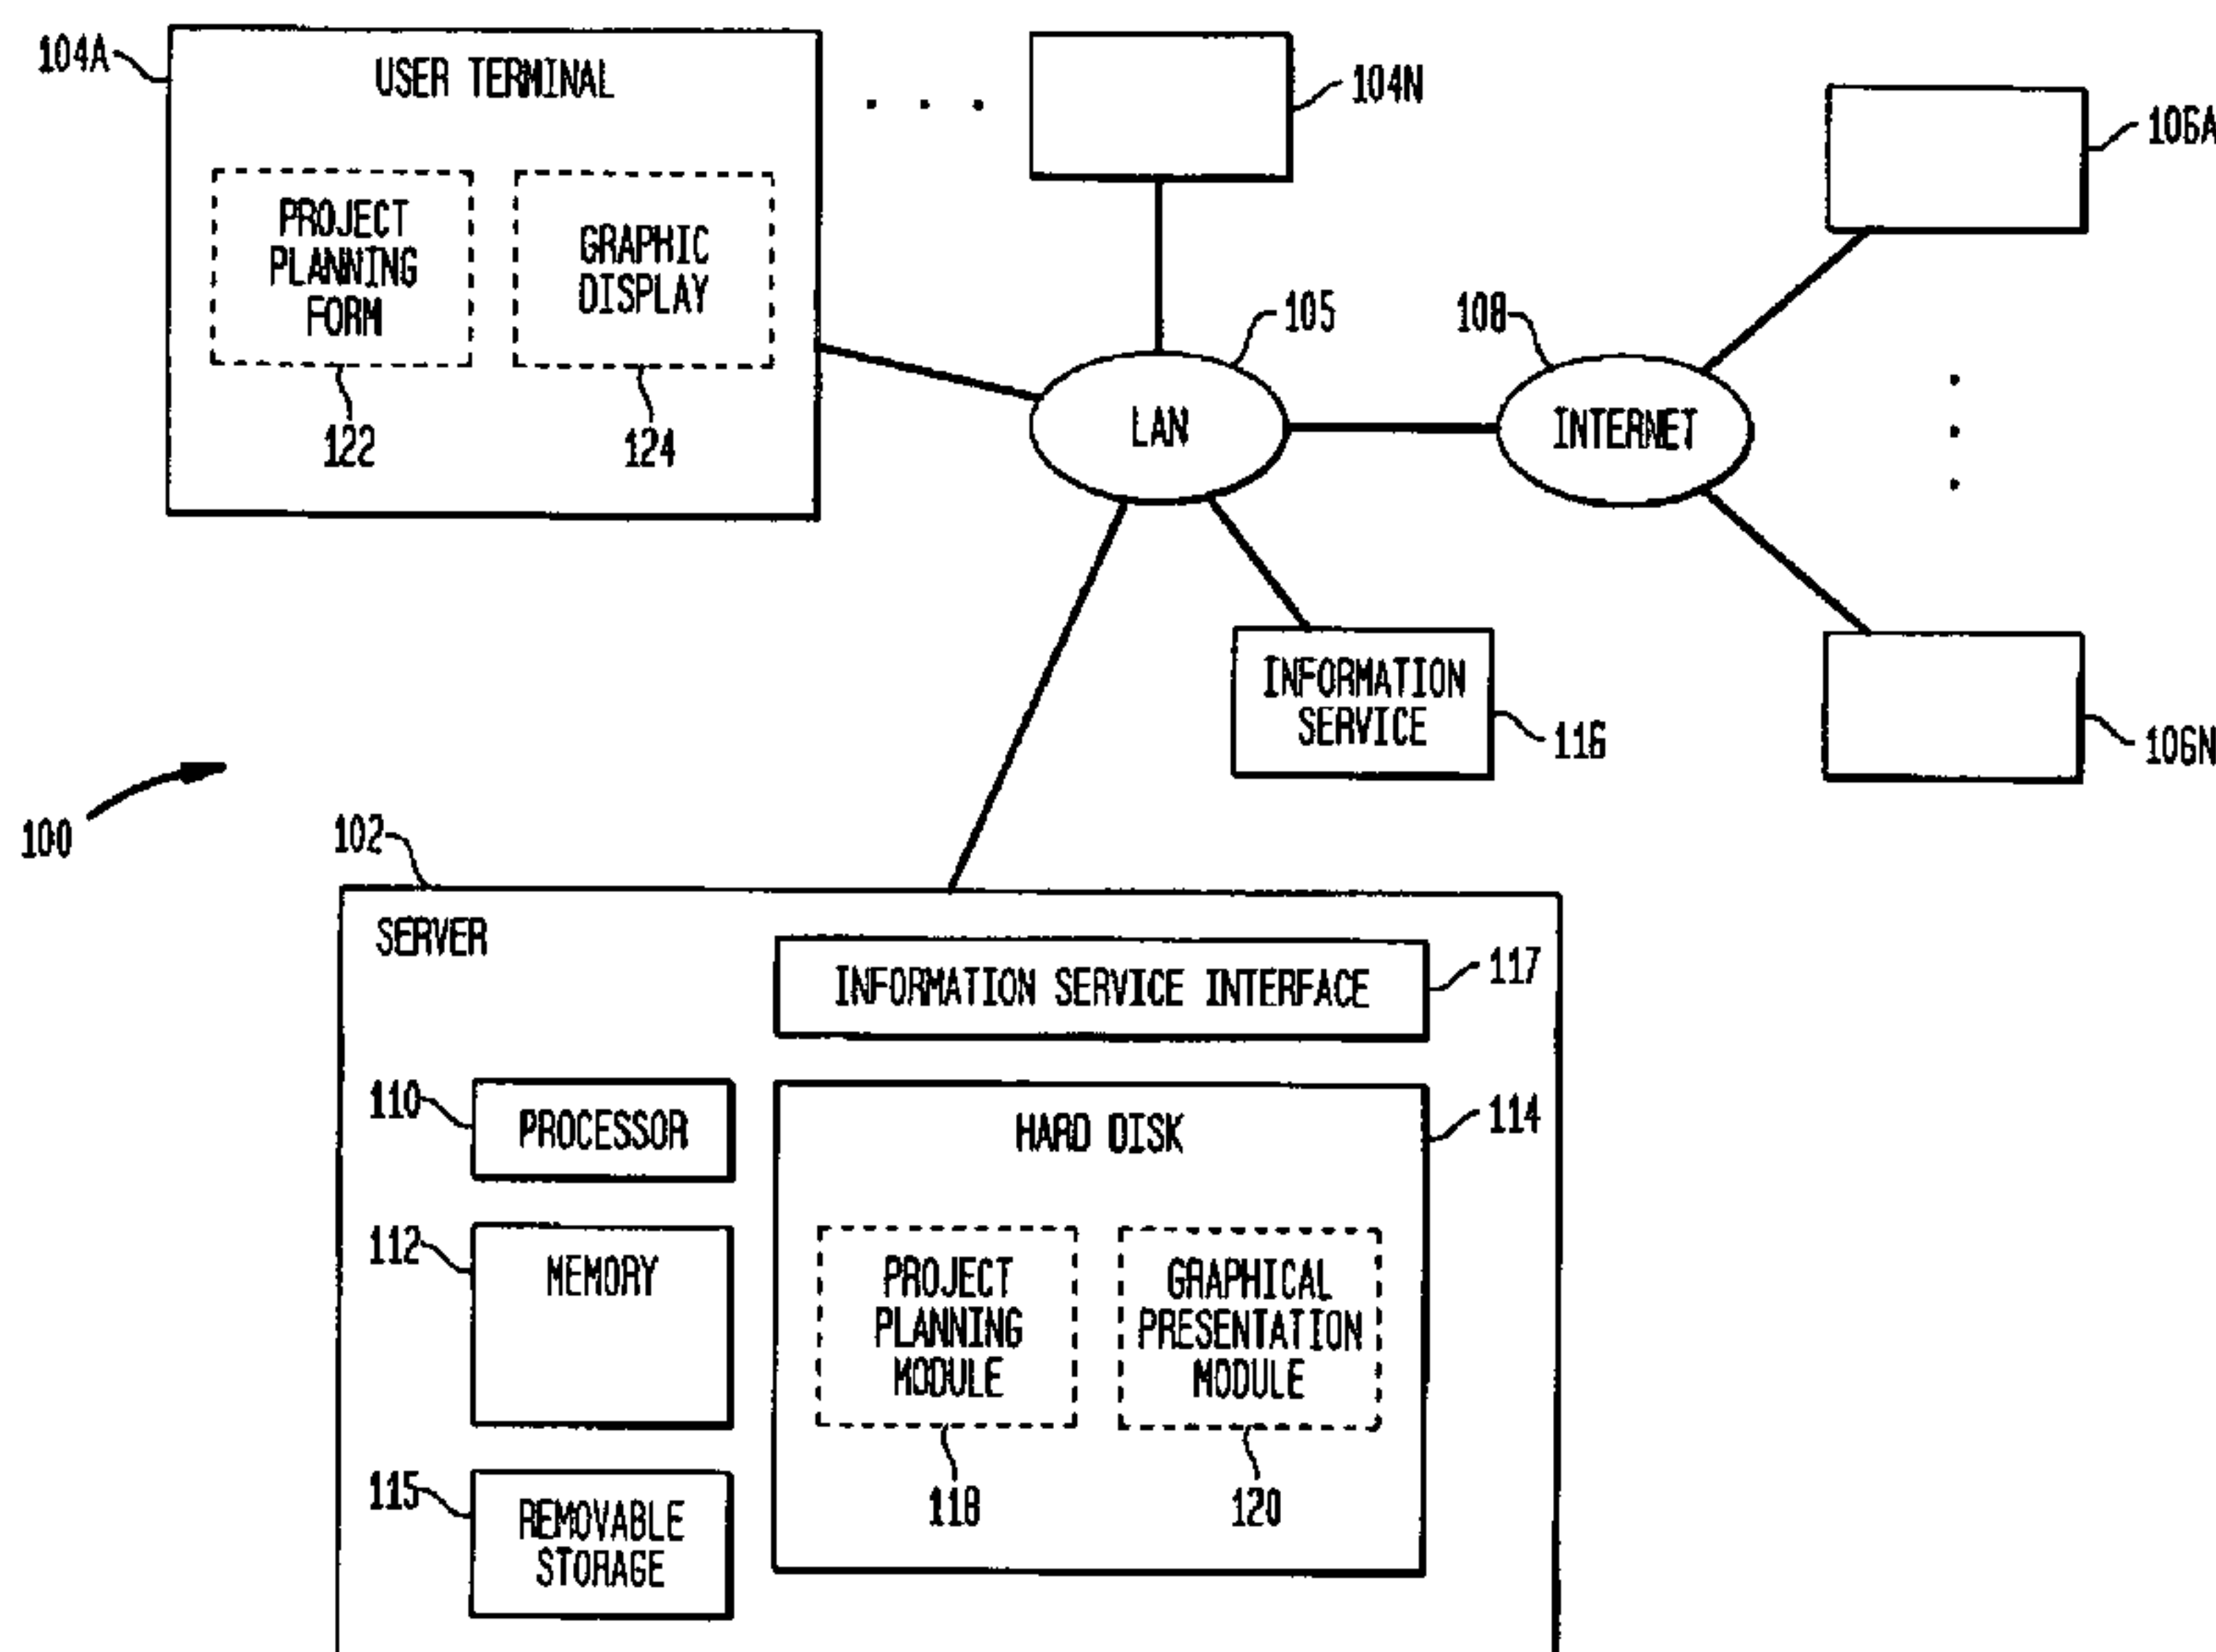 104A
USER TERMINAL
PROJECT
PLANNING
FORM
GRAPHIC
DISPLAY
122
124
. . .
104N
106A
105
LAN
108
INTERNET
INFORMATION
SERVICE
116
106N
100
102
SERVER
INFORMATION SERVICE INTERFACE
117
110
PROCESSOR
HARD DISK
114
112
MEMORY
PROJECT
PLANNING
MODULE
GRAPHICAL
PRESENTATION
MODULE
118
120
115
REMOVABLE
STORAGE